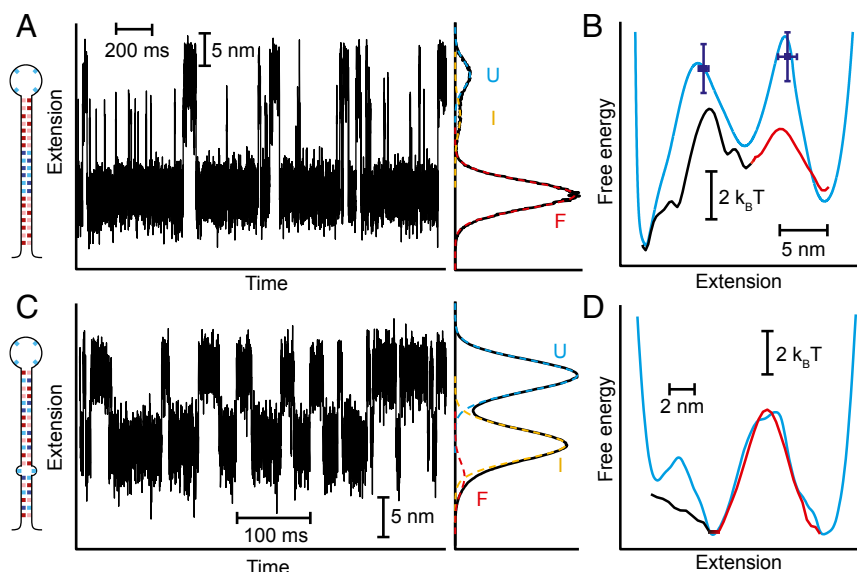 A
200 ms
5 nm
Extension
Time
U
I
F
B
Free energy
2 kBT
5 nm
Extension
C
Extension
100 ms
5 nm
Time
U
I
F
D
Free energy
2 nm
2 kBT
Extension